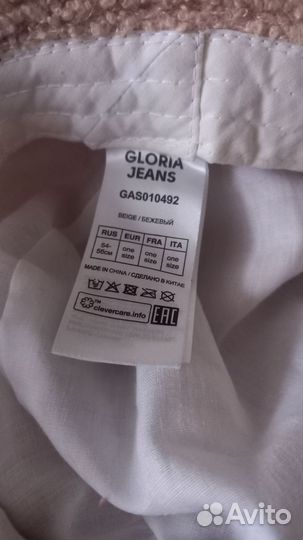 GLORIA
JEANS
GAS010492
BEIGE / БЕЖЕВЫЙ
RUS EUR FRA ITA
54-56см one size one size one size
MADE IN CHINA / СДЕЛАНО В КИТАЕ
™
clevercare.info EAC
Avito